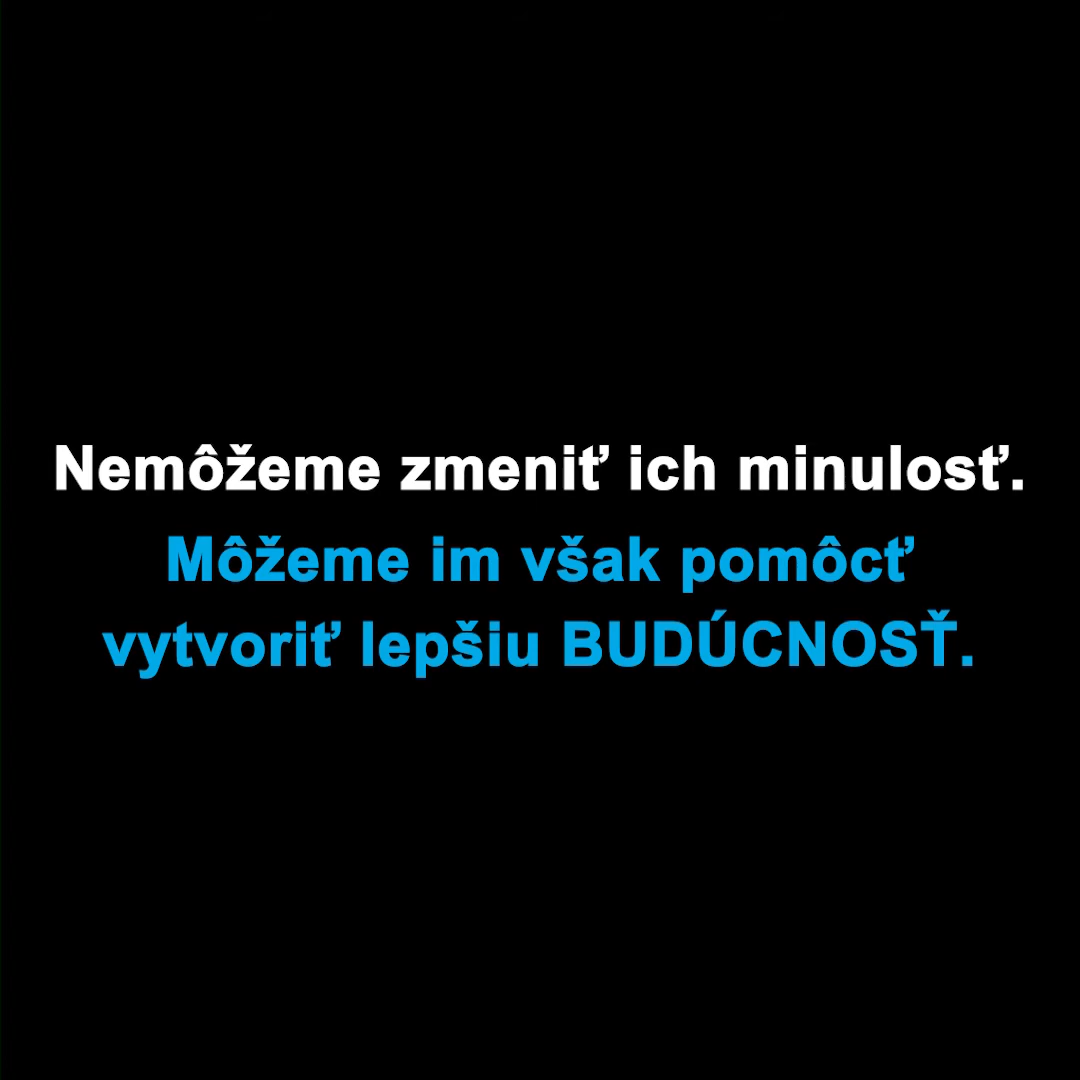 Nemôžeme zmeniť ich minulosť.
Môžeme im však pomôcť
vytvoriť lepšiu BUDÚCNOSŤ.